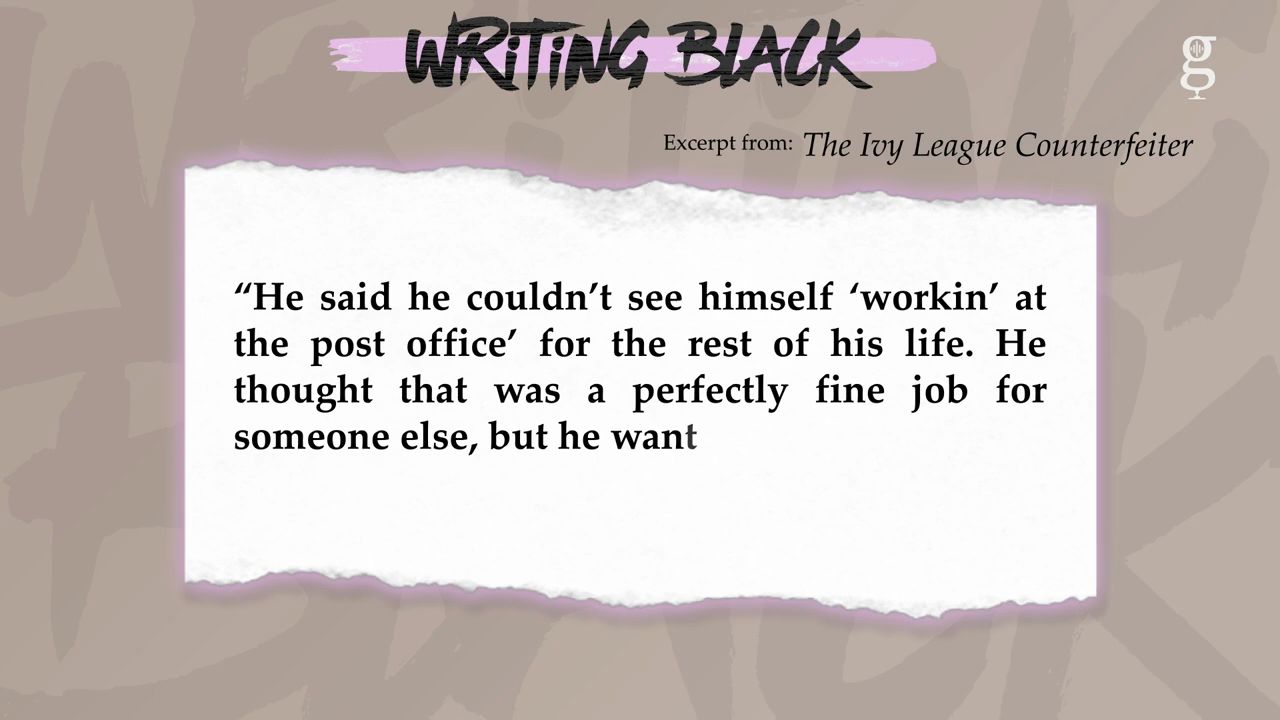 WRiTiNG BLACK
g
Excerpt from: The Ivy League Counterfeiter
“He said he couldn’t see himself ‘workin’ at
the post office’ for the rest of his life. He
thought that was a perfectly fine job for
someone else, but he want